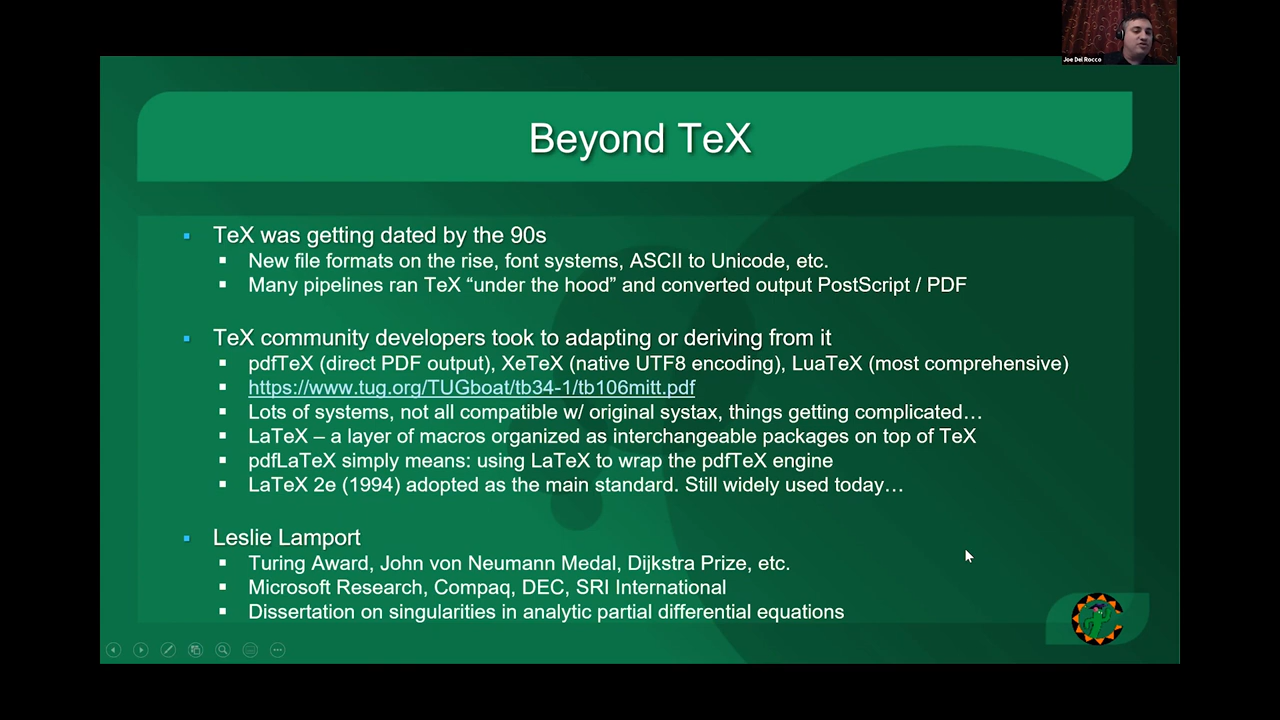 Joe Del Rocco
Beyond TeX
TeX was getting dated by the 90s
New file formats on the rise, font systems, ASCII to Unicode, etc.
Many pipelines ran TeX “under the hood” and converted output PostScript / PDF
TeX community developers took to adapting or deriving from it
pdfTeX (direct PDF output), XeTeX (native UTF8 encoding), LuaTeX (most comprehensive)
https://www.tug.org/TUGboat/tb34-1/tb106mitt.pdf
Lots of systems, not all compatible w/ original systax, things getting complicated…
LaTeX – a layer of macros organized as interchangeable packages on top of TeX
pdfLaTeX simply means: using LaTeX to wrap the pdfTeX engine
LaTeX 2e (1994) adopted as the main standard. Still widely used today…
Leslie Lamport
Turing Award, John von Neumann Medal, Dijkstra Prize, etc.
Microsoft Research, Compaq, DEC, SRI International
Dissertation on singularities in analytic partial differential equations